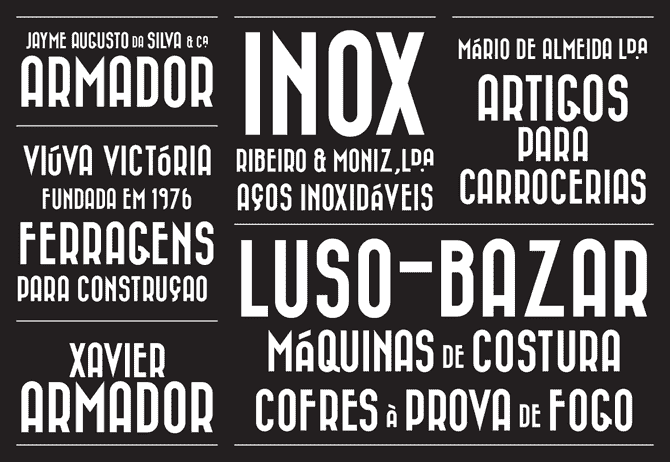 JAYME AUGUSTO DA SILVA & Cª
ARMADOR
VIÚVA VICTÓRIA
FUNDADA EM 1976
FERRAGENS
PARA CONSTRUÇAO
XAVIER
ARMADOR
INOX
RIBEIRO & MONIZ, LDA
AÇOS INOXIDÁVEIS
MÁRIO DE ALMEIDA LDA
ARTIGOS
PARA
CARROCERIAS
LUSO-BAZAR
MÁQUINAS DE COSTURA
COFRES À PROVA DE FOGO